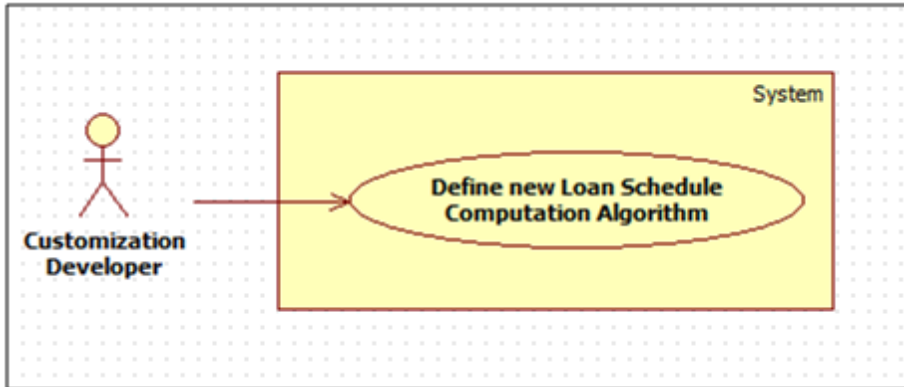 System
Define new Loan Schedule
Computation Algorithm
Customization
Developer